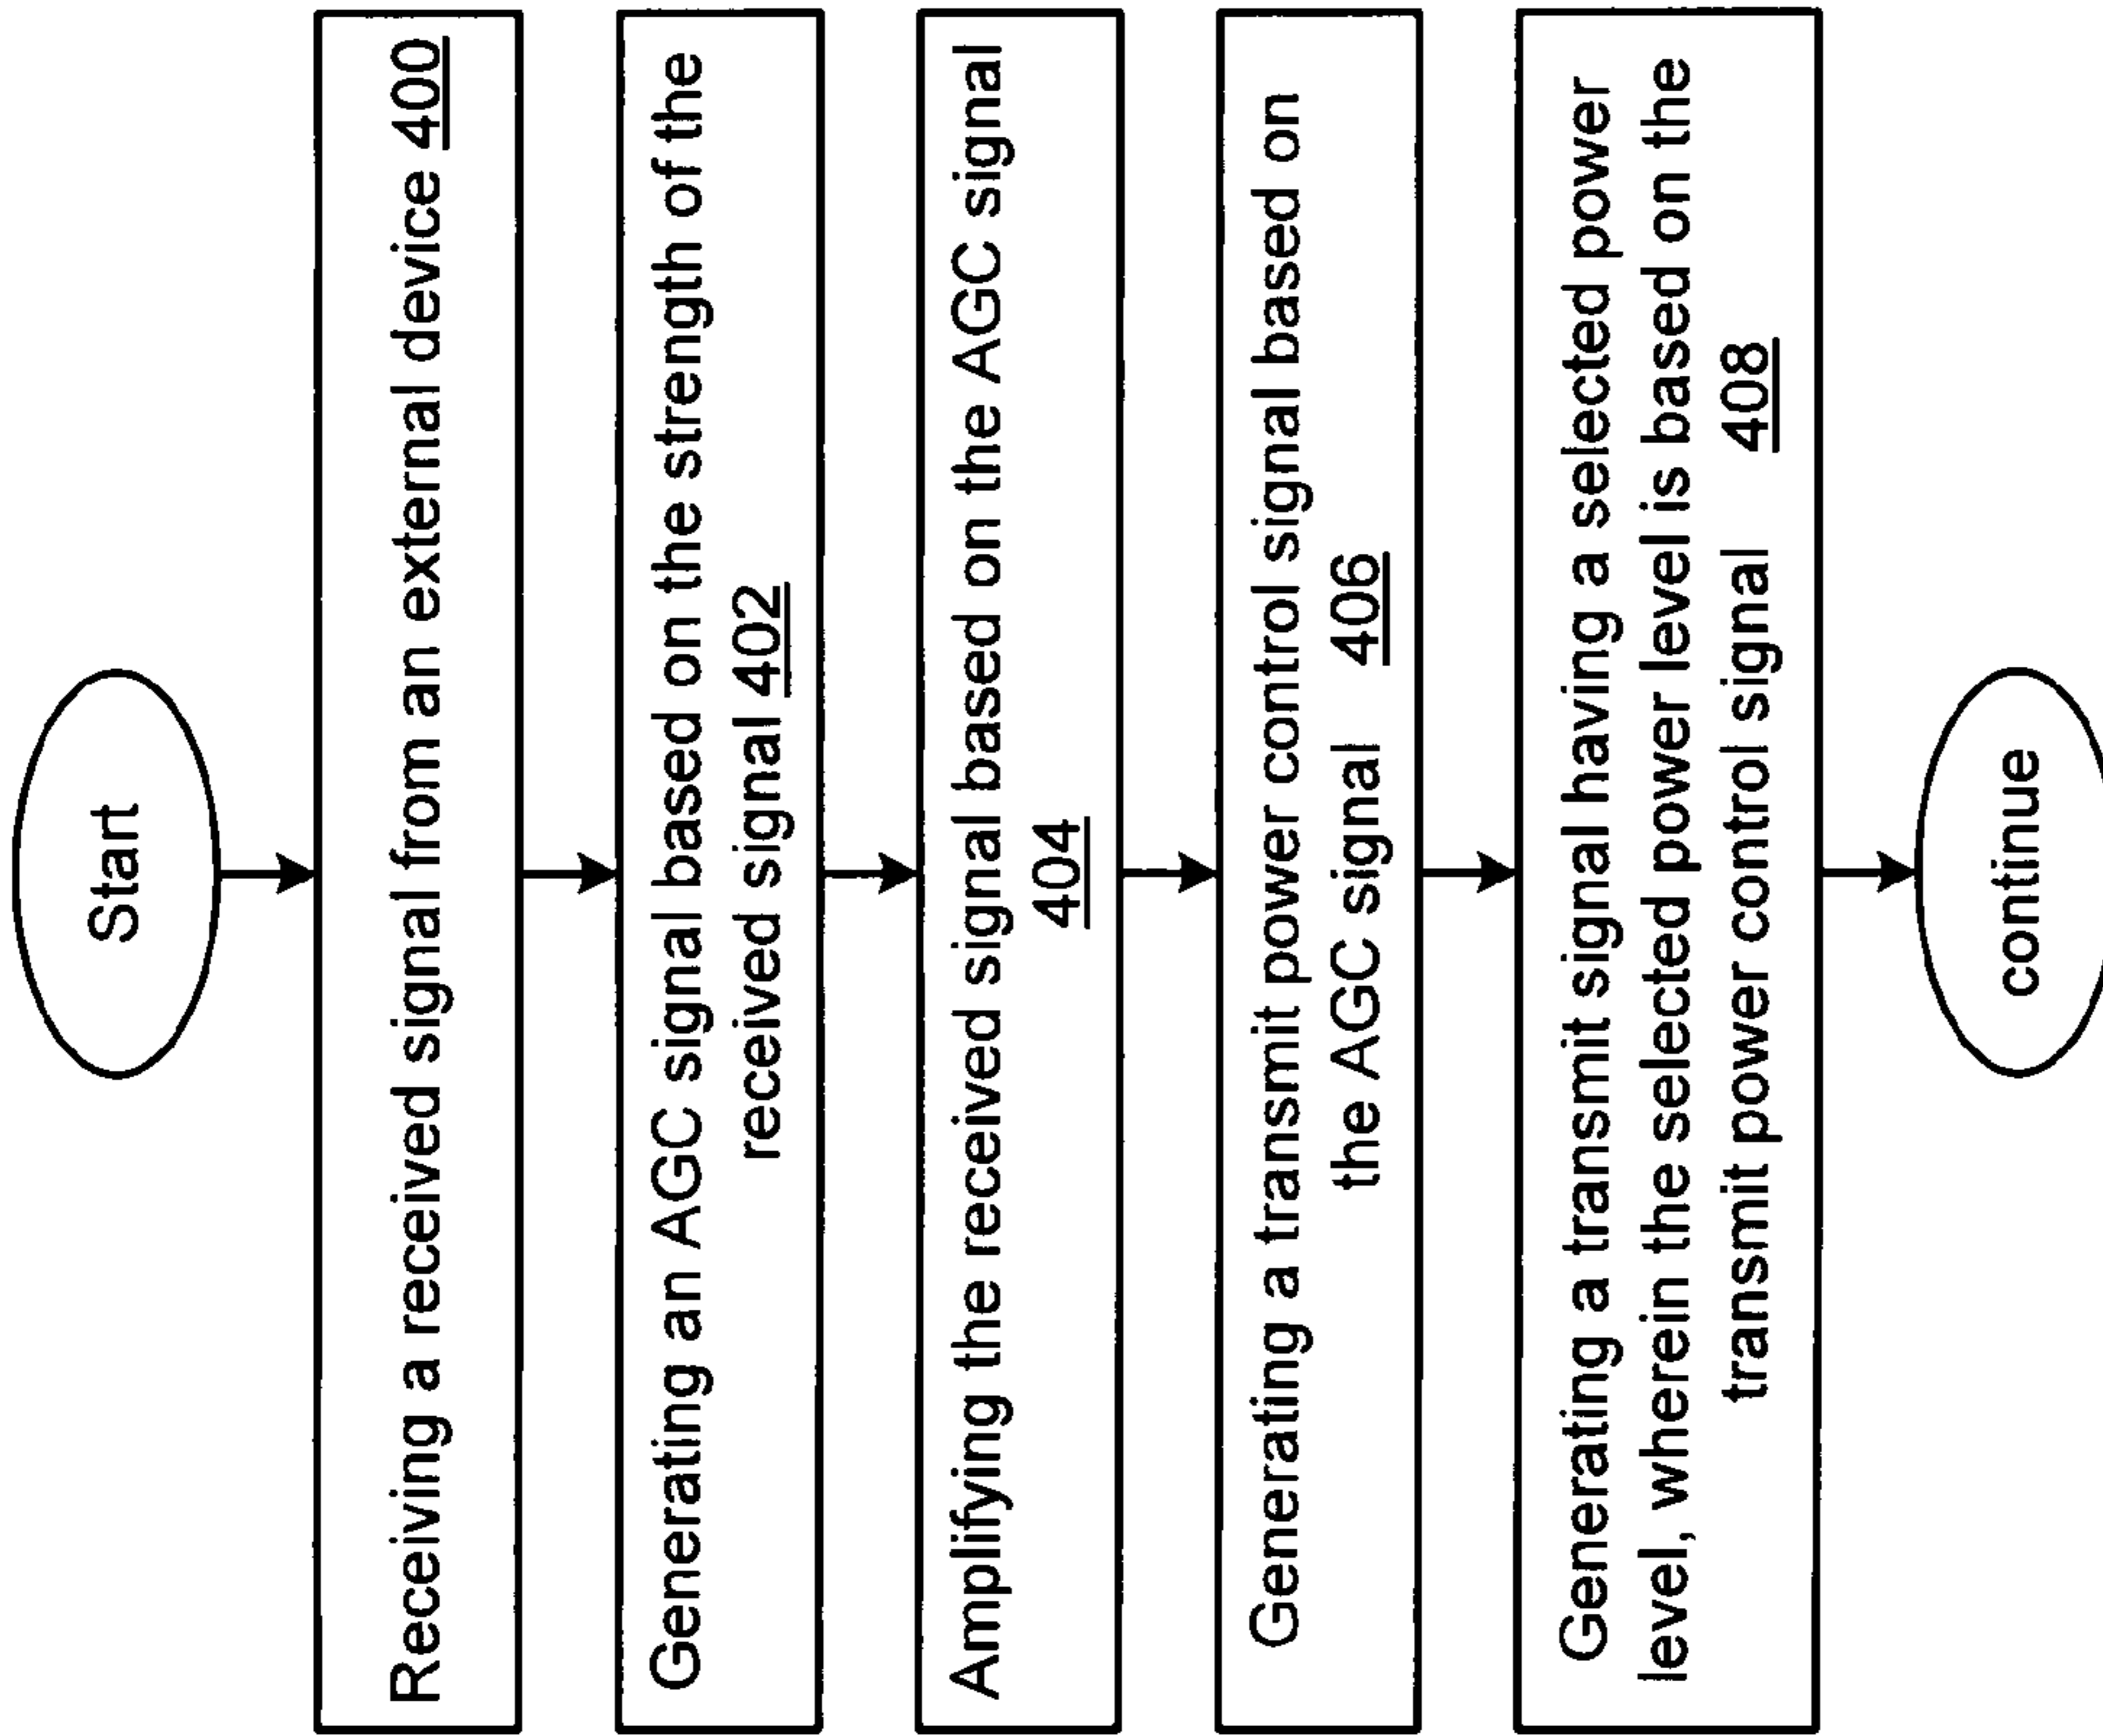 Start
Receiving a received signal from an external device 400
Generating an AGC signal based on the strength of the
received signal 402
Amplifying the received signal based on the AGC signal
404
Generating a transmit power control signal based on
the AGC signal 406
Generating a transmit signal having a selected power
level, wherein the selected power level is based on the
transmit power control signal 408
continue